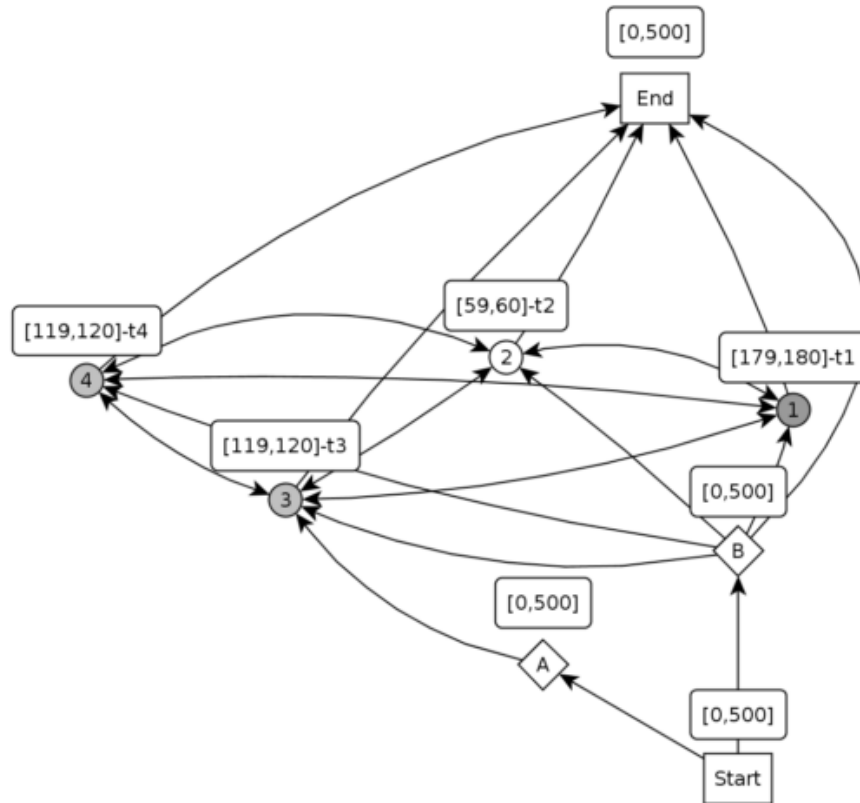 [0,500]
End
[59,60]-t2
[119,120]-t4
2
[179,180]-t1
4
1
[119,120]-t3
3
[0,500]
B
[0,500]
A
[0,500]
Start